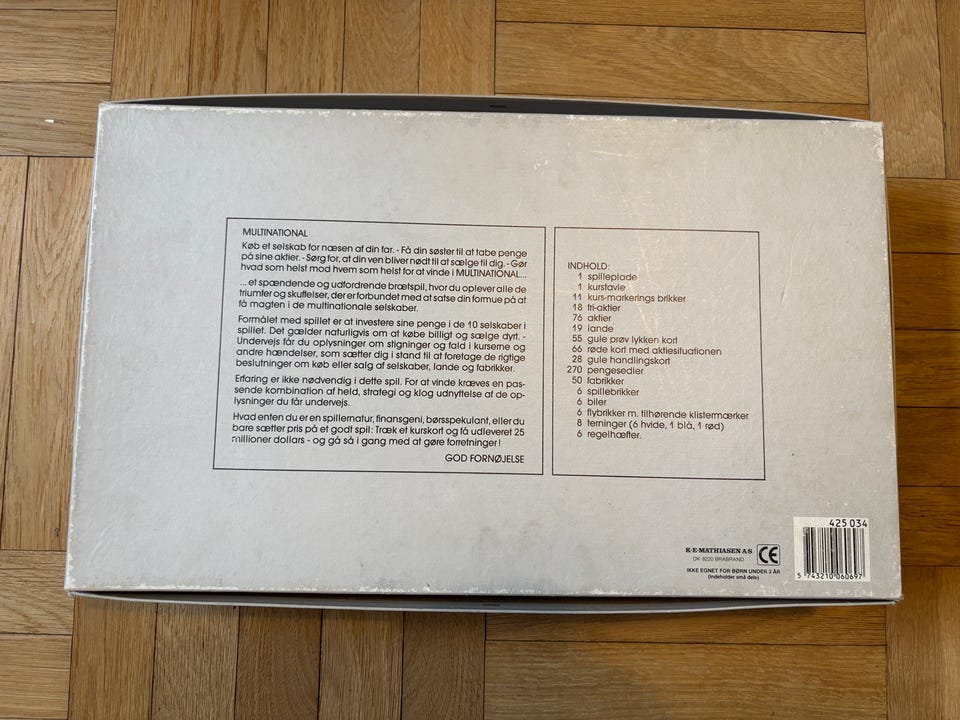 MULTINATIONAL
Køb et selskab for næsen af din far. - Få din søster til at tabe penge
på sine aktier. - Sørg for, at din ven bliver nødt til at sælge til dig. - Gør
hvad som helst mod hvem som helst for at vinde i MULTINATIONAL...
... et spændende og udfordrende brætspil, hvor du oplever alle de
triumfer og skuffelser, der er forbundet med at satse din formue på at
få magten i de multinationale selskaber.
Formålet med spillet er at investere sine penge i de 10 selskaber i
spillet. Det gælder naturligvis om at købe billigt og sælge dyrt. -
Undervejs får du oplysninger om stigninger og fald i kurserne og
andre hændelser, som sætter dig i stand til at foretage de rigtige
beslutninger om køb eller salg af selskaber, lande og fabrikker.
Erfaring er ikke nødvendig i dette spil. For at vinde kræves en pas-
sende kombination af held, strategi og klog udnyttelse af de op-
lysninger du får undervejs.
Hvad enten du er en spillernatur, finansgeni, børsspekulant, eller du
bare sætter pris på et godt spil: Træk et kurskort og få udleveret 25
millioner dollars - og gå så i gang med at gøre forretninger!
GOD FORNØJELSE
INDHOLD:
1 spilleplade
1 kurstavle
11 kurs-markerings brikker
18 fri-aktier
76 aktier
19 lande
55 gule prøv lykken kort
66 røde kort med aktiesituationen
28 gule handlingskort
270 pengesedler
50 fabrikker
6 spillebrikker
6 biler
6 flybrikker m. tilhørende klistermærker
8 terninger (6 hvide, 1 blå, 1 rød)
6 regelhæfter.
K·E·MATHIASEN A·S
DK 8220 BRABRAND
CE
IKKE EGNET FOR BØRN UNDER 3 ÅR
(Indeholder små dele)
425 034
5 743210 060697